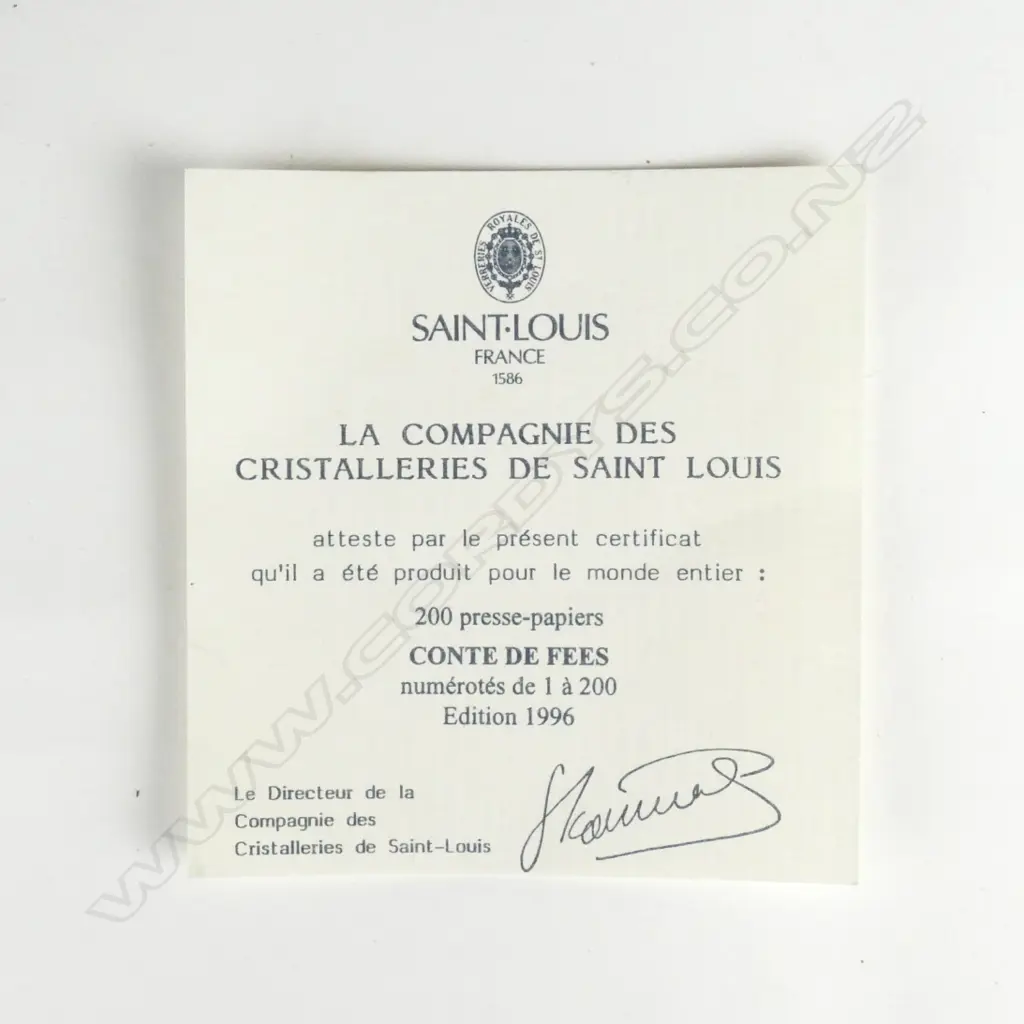 VERRERIES ROYALES DE ST LOUIS
SAINT·LOUIS
FRANCE
1586
LA COMPAGNIE DES
CRISTALLERIES DE SAINT LOUIS
atteste par le présent certificat
qu'il a été produit pour le monde entier :
200 presse-papiers
CONTE DE FEES
numérotés de 1 à 200
Edition 1996
Le Directeur de la
Compagnie des
Cristalleries de Saint-Louis
WWW.CORDYS.CO.NZ